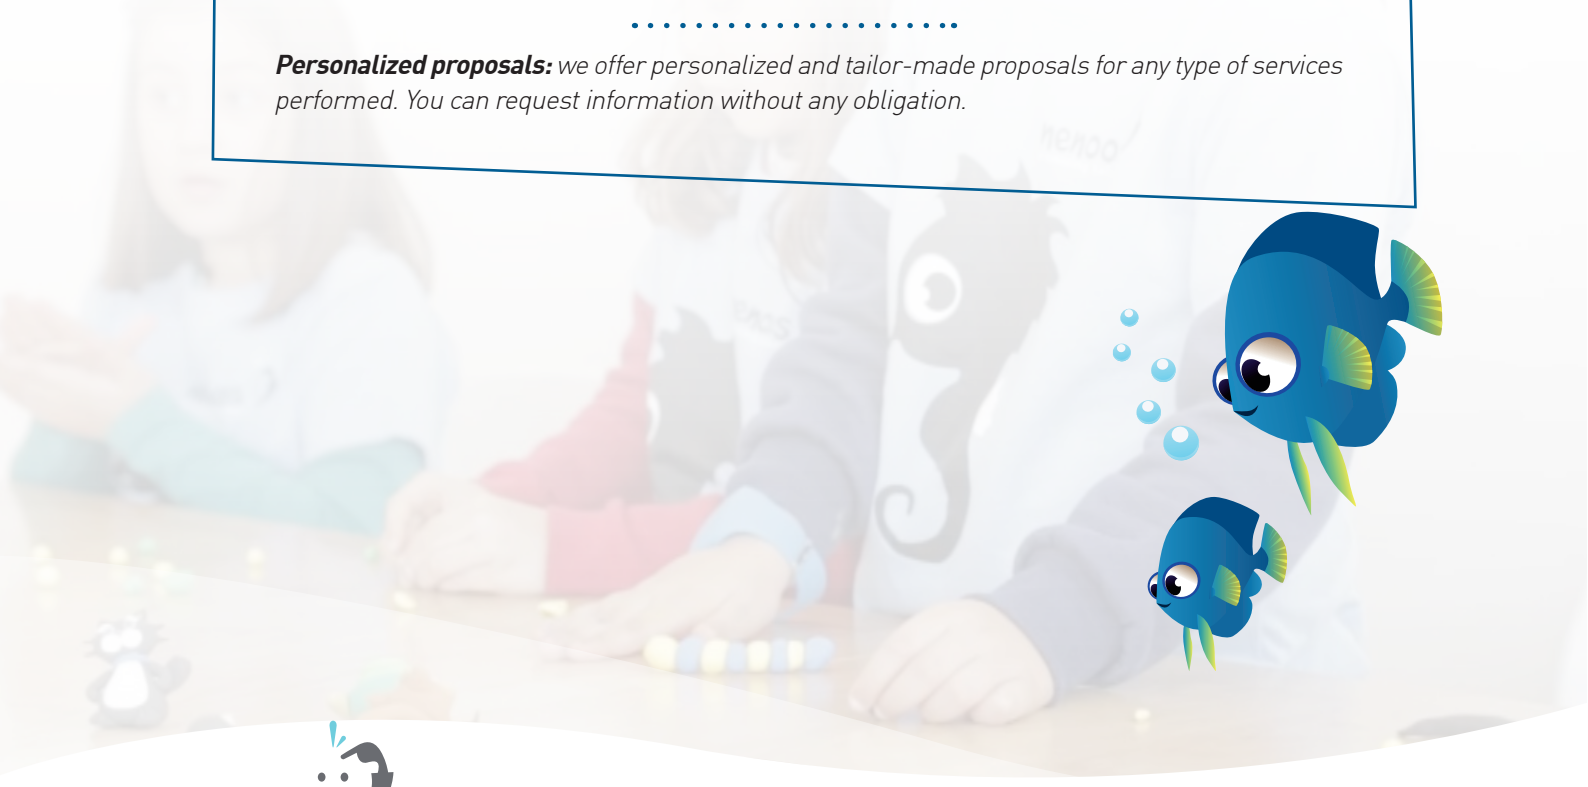 Personalized proposals: we offer personalized and tailor-made proposals for any type of services
performed. You can request information without any obligation.